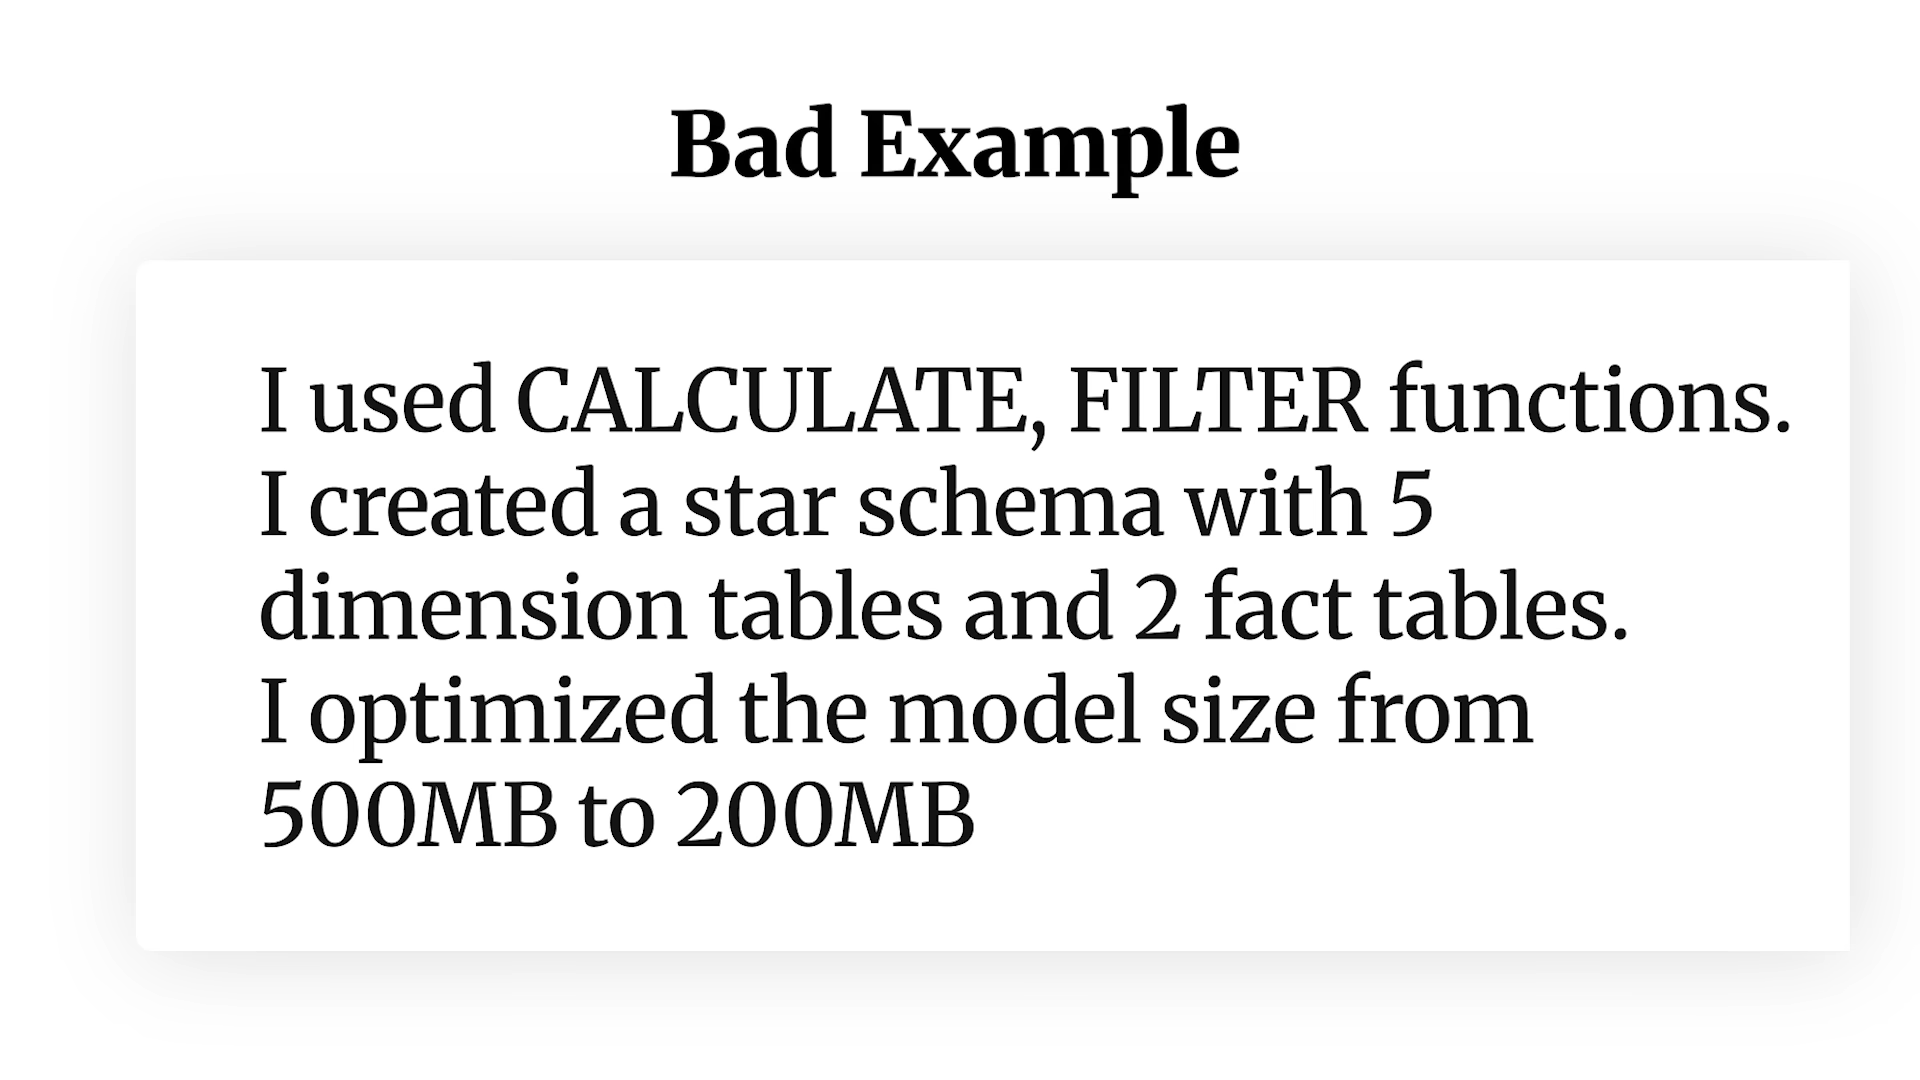 Bad Example
I used CALCULATE, FILTER functions.
I created a star schema with 5
dimension tables and 2 fact tables.
I optimized the model size from
500MB to 200MB